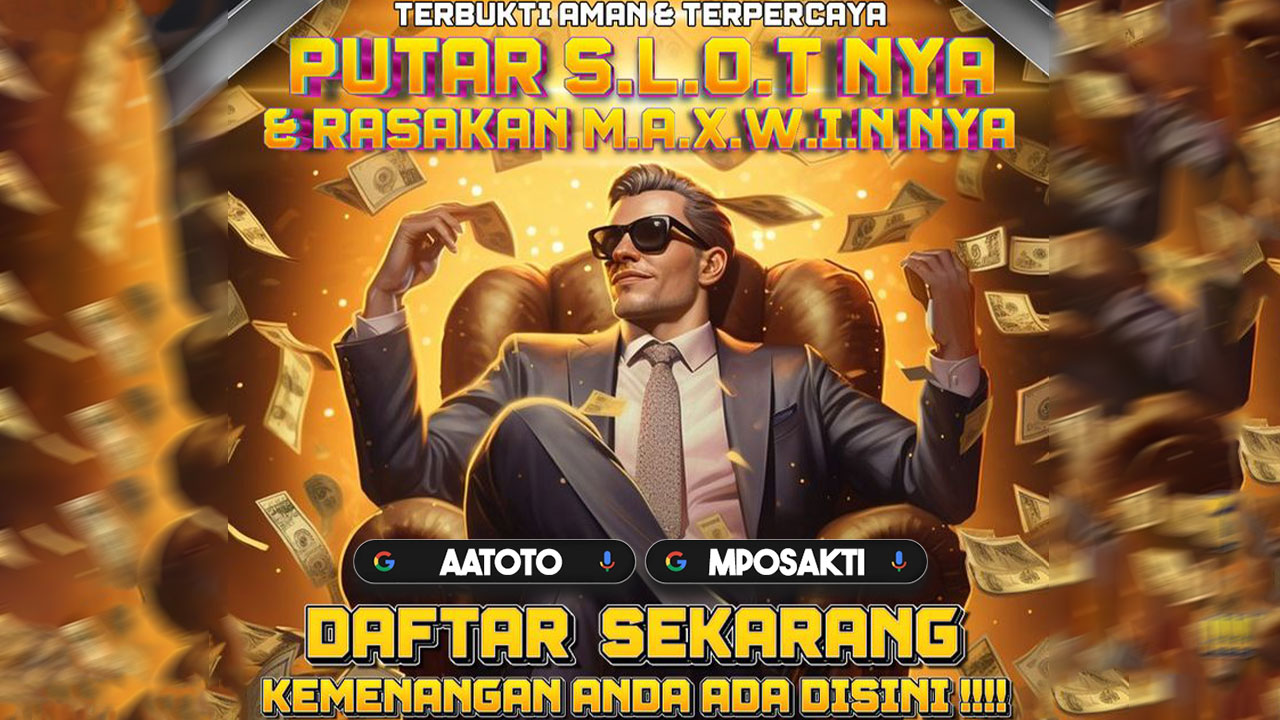 TERBUKTI AMAN & TERPERCAYA
PUTAR S.L.O.T NYA
& RASAKAN M.A.X.W.I.N NYA
AATOTO MPOSAKTI
DAFTAR SEKARANG
KEMENANGAN ANDA ADA DISINI !!!!